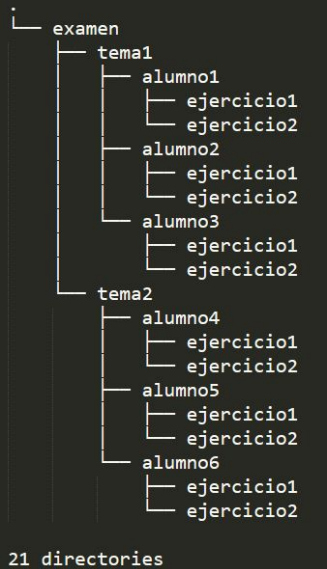 .
└── examen
    ├── tema1
    │   ├── alumno1
    │   │   ├── ejercicio1
    │   │   └── ejercicio2
    │   ├── alumno2
    │   │   ├── ejercicio1
    │   │   └── ejercicio2
    │   └── alumno3
    │       ├── ejercicio1
    │       └── ejercicio2
    └── tema2
        ├── alumno4
        │   ├── ejercicio1
        │   └── ejercicio2
        ├── alumno5
        │   ├── ejercicio1
        │   └── ejercicio2
        └── alumno6
            ├── ejercicio1
            └── ejercicio2

21 directories